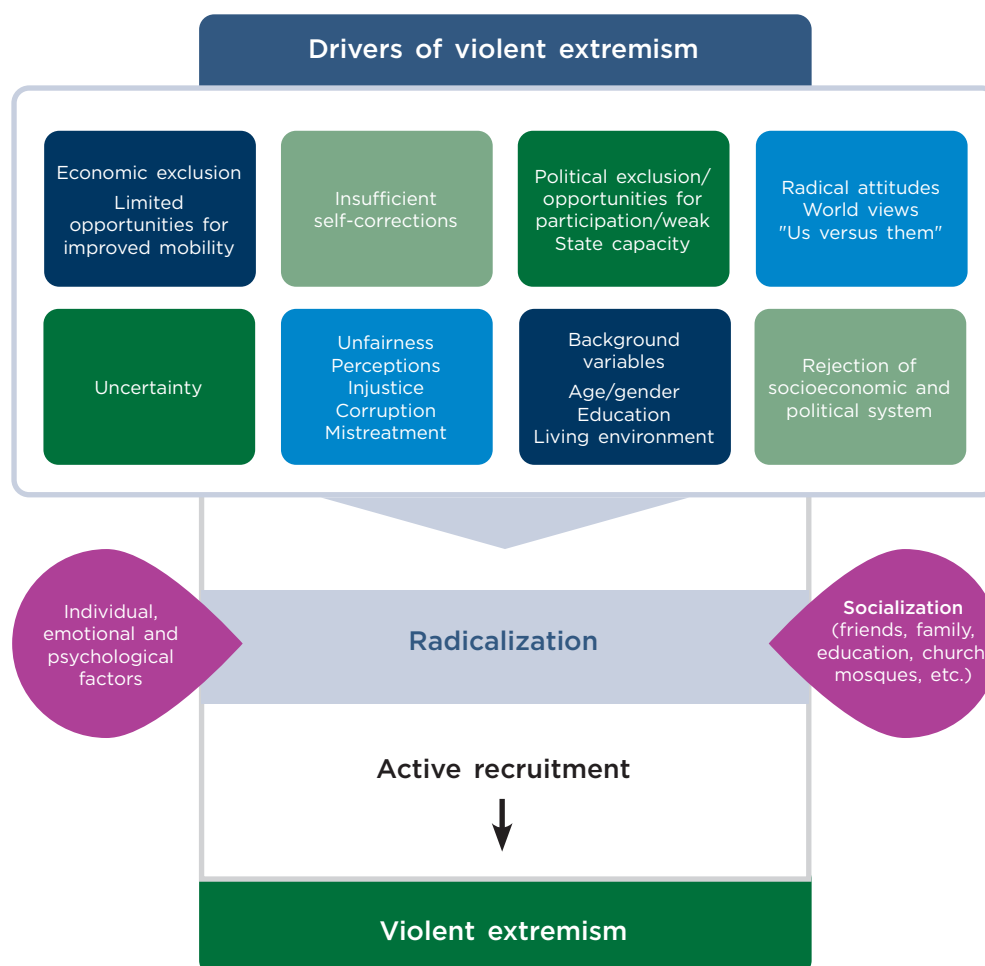 Drivers of violent extremism
Economic exclusion
Limited
opportunities for
improved mobility
Insufficient
self-corrections
Political exclusion/
opportunities for
participation/weak
State capacity
Radical attitudes
World views
"Us versus them"
Uncertainty
Unfairness
Perceptions
Injustice
Corruption
Mistreatment
Background
variables
Age/gender
Education
Living environment
Rejection of
socioeconomic and
political system
Individual,
emotional and
psychological
factors
Radicalization
Socialization
(friends, family,
education, church
mosques, etc.)
Active recruitment
Violent extremism